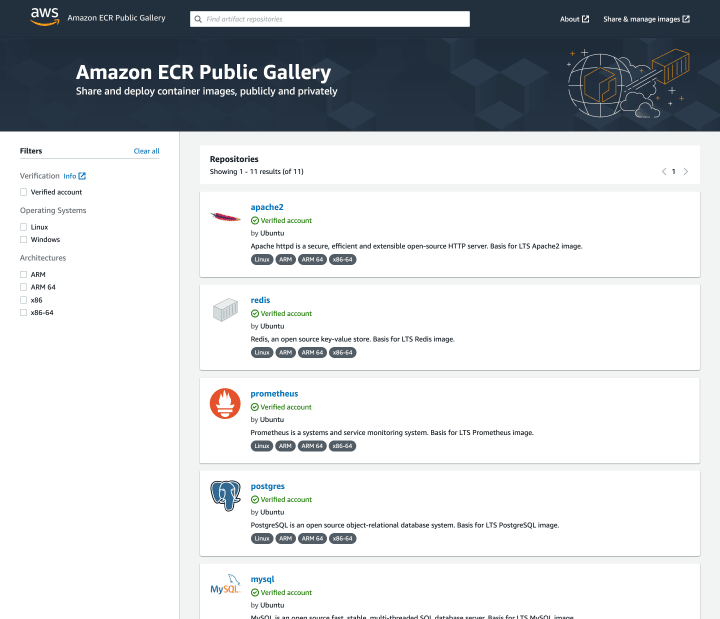 aws
Amazon ECR Public Gallery
Find artifact repositories
About
Share & manage images
Amazon ECR Public Gallery
Share and deploy container images, publicly and privately
Filters
Clear all
Verification Info
Verified account
Operating Systems
Linux
Windows
Architectures
ARM
ARM 64
x86
x86-64
Repositories
Showing 1 - 11 results (of 11)
1
apache2
Verified account
by Ubuntu
Apache httpd is a secure, efficient and extensible open-source HTTP server. Basis for LTS Apache2 image.
Linux ARM ARM 64 x86-64
redis
Verified account
by Ubuntu
Redis, an open source key-value store. Basis for LTS Redis image.
Linux ARM ARM 64 x86-64
prometheus
Verified account
by Ubuntu
Prometheus is a systems and service monitoring system. Basis for LTS Prometheus image.
Linux ARM ARM 64 x86-64
postgres
Verified account
by Ubuntu
PostgreSQL is an open source object-relational database system. Basis for LTS PostgreSQL image.
Linux ARM ARM 64 x86-64
MySQL
mysql
Verified account
by Ubuntu
MySQL is an open source fast, stable, multi-threaded SQL database server. Basis for LTS MySQL image.